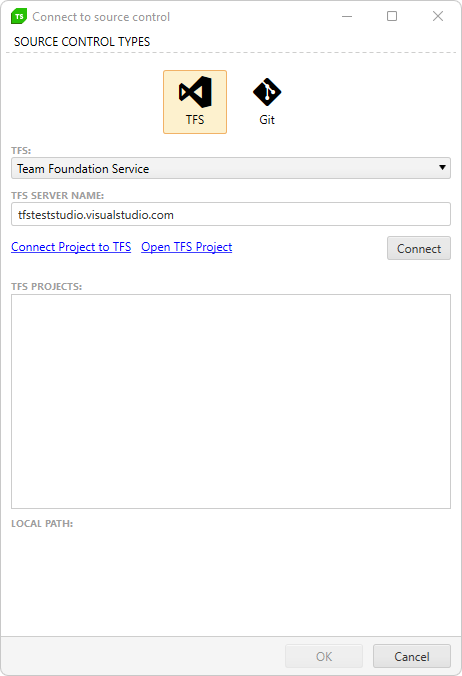 TS Connect to source control
SOURCE CONTROL TYPES
TFS Git
TFS:
Team Foundation Service
TFS SERVER NAME:
tfsteststudio.visualstudio.com
Connect Project to TFS Open TFS Project Connect
TFS PROJECTS:
LOCAL PATH:
OK Cancel